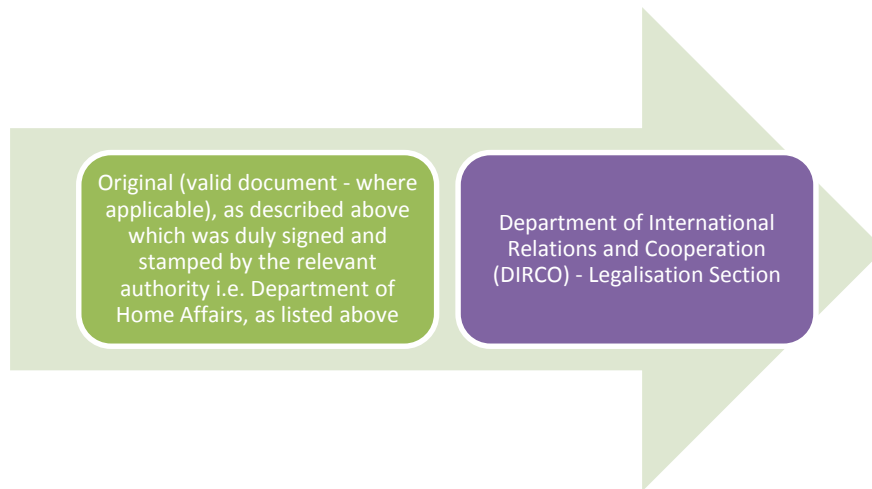 Original (valid document - where
applicable), as described above
which was duly signed and
stamped by the relevant
authority i.e. Department of
Home Affairs, as listed above
Department of International
Relations and Cooperation
(DIRCO) - Legalisation Section